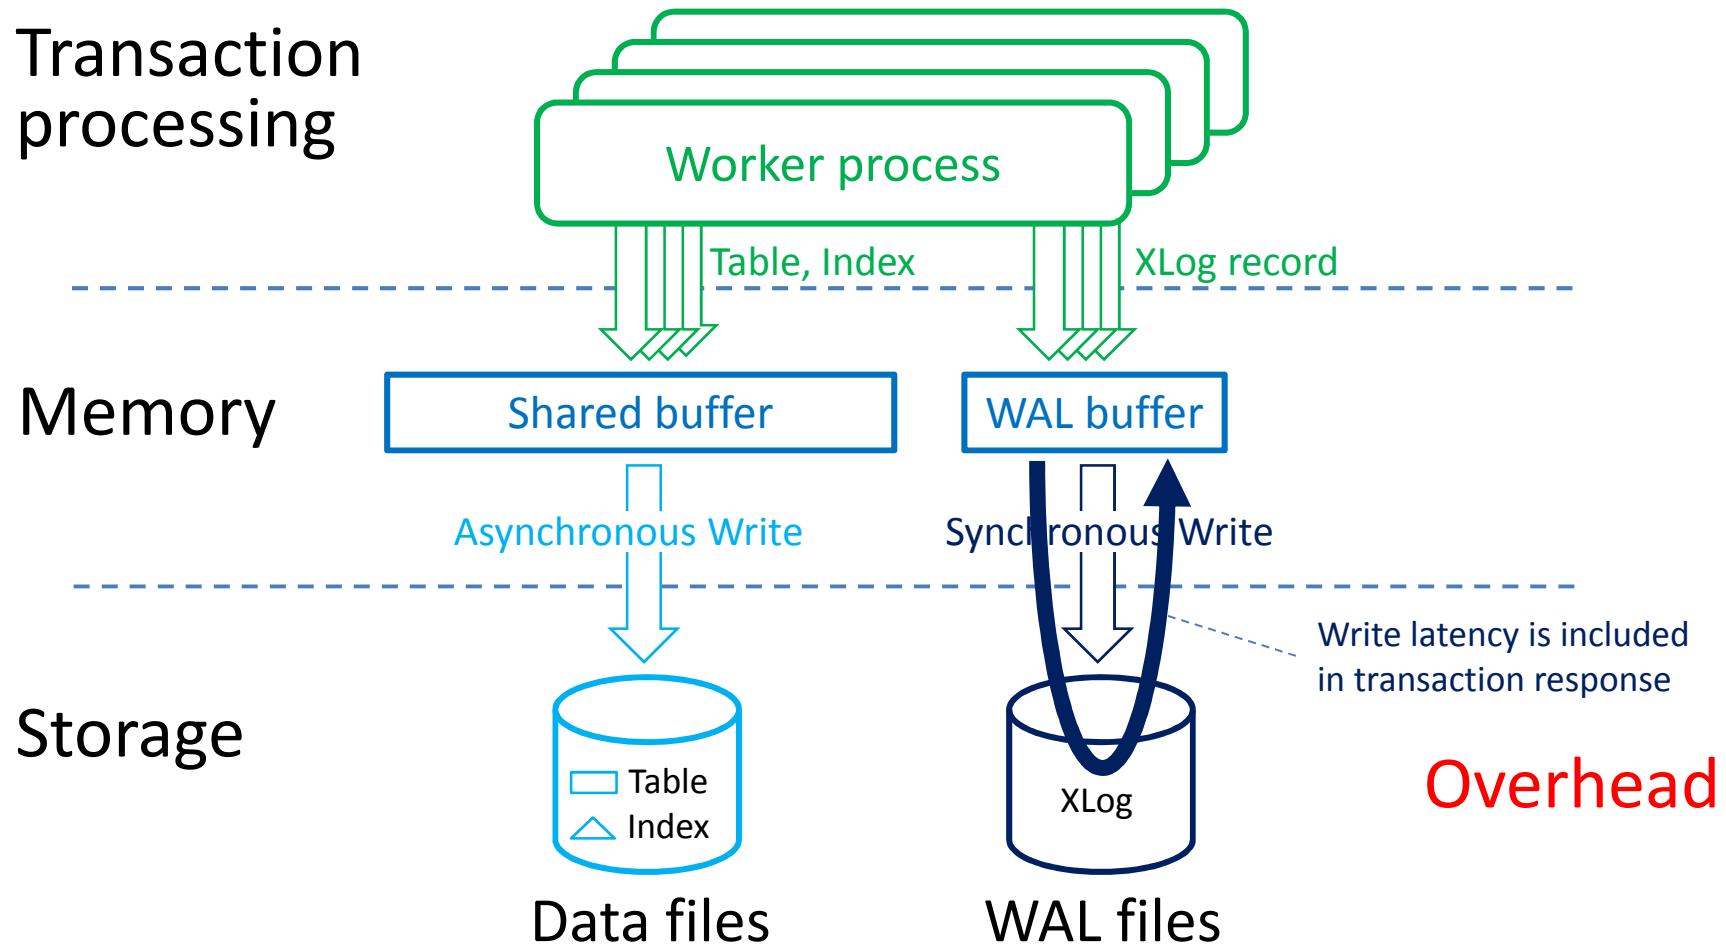 Transaction
processing
Worker process
Table, Index
XLog record
Memory
Shared buffer
WAL buffer
Asynchronous Write
Synchronous Write
Write latency is included
in transaction response
Storage
Table
Index
XLog
Overhead
Data files
WAL files